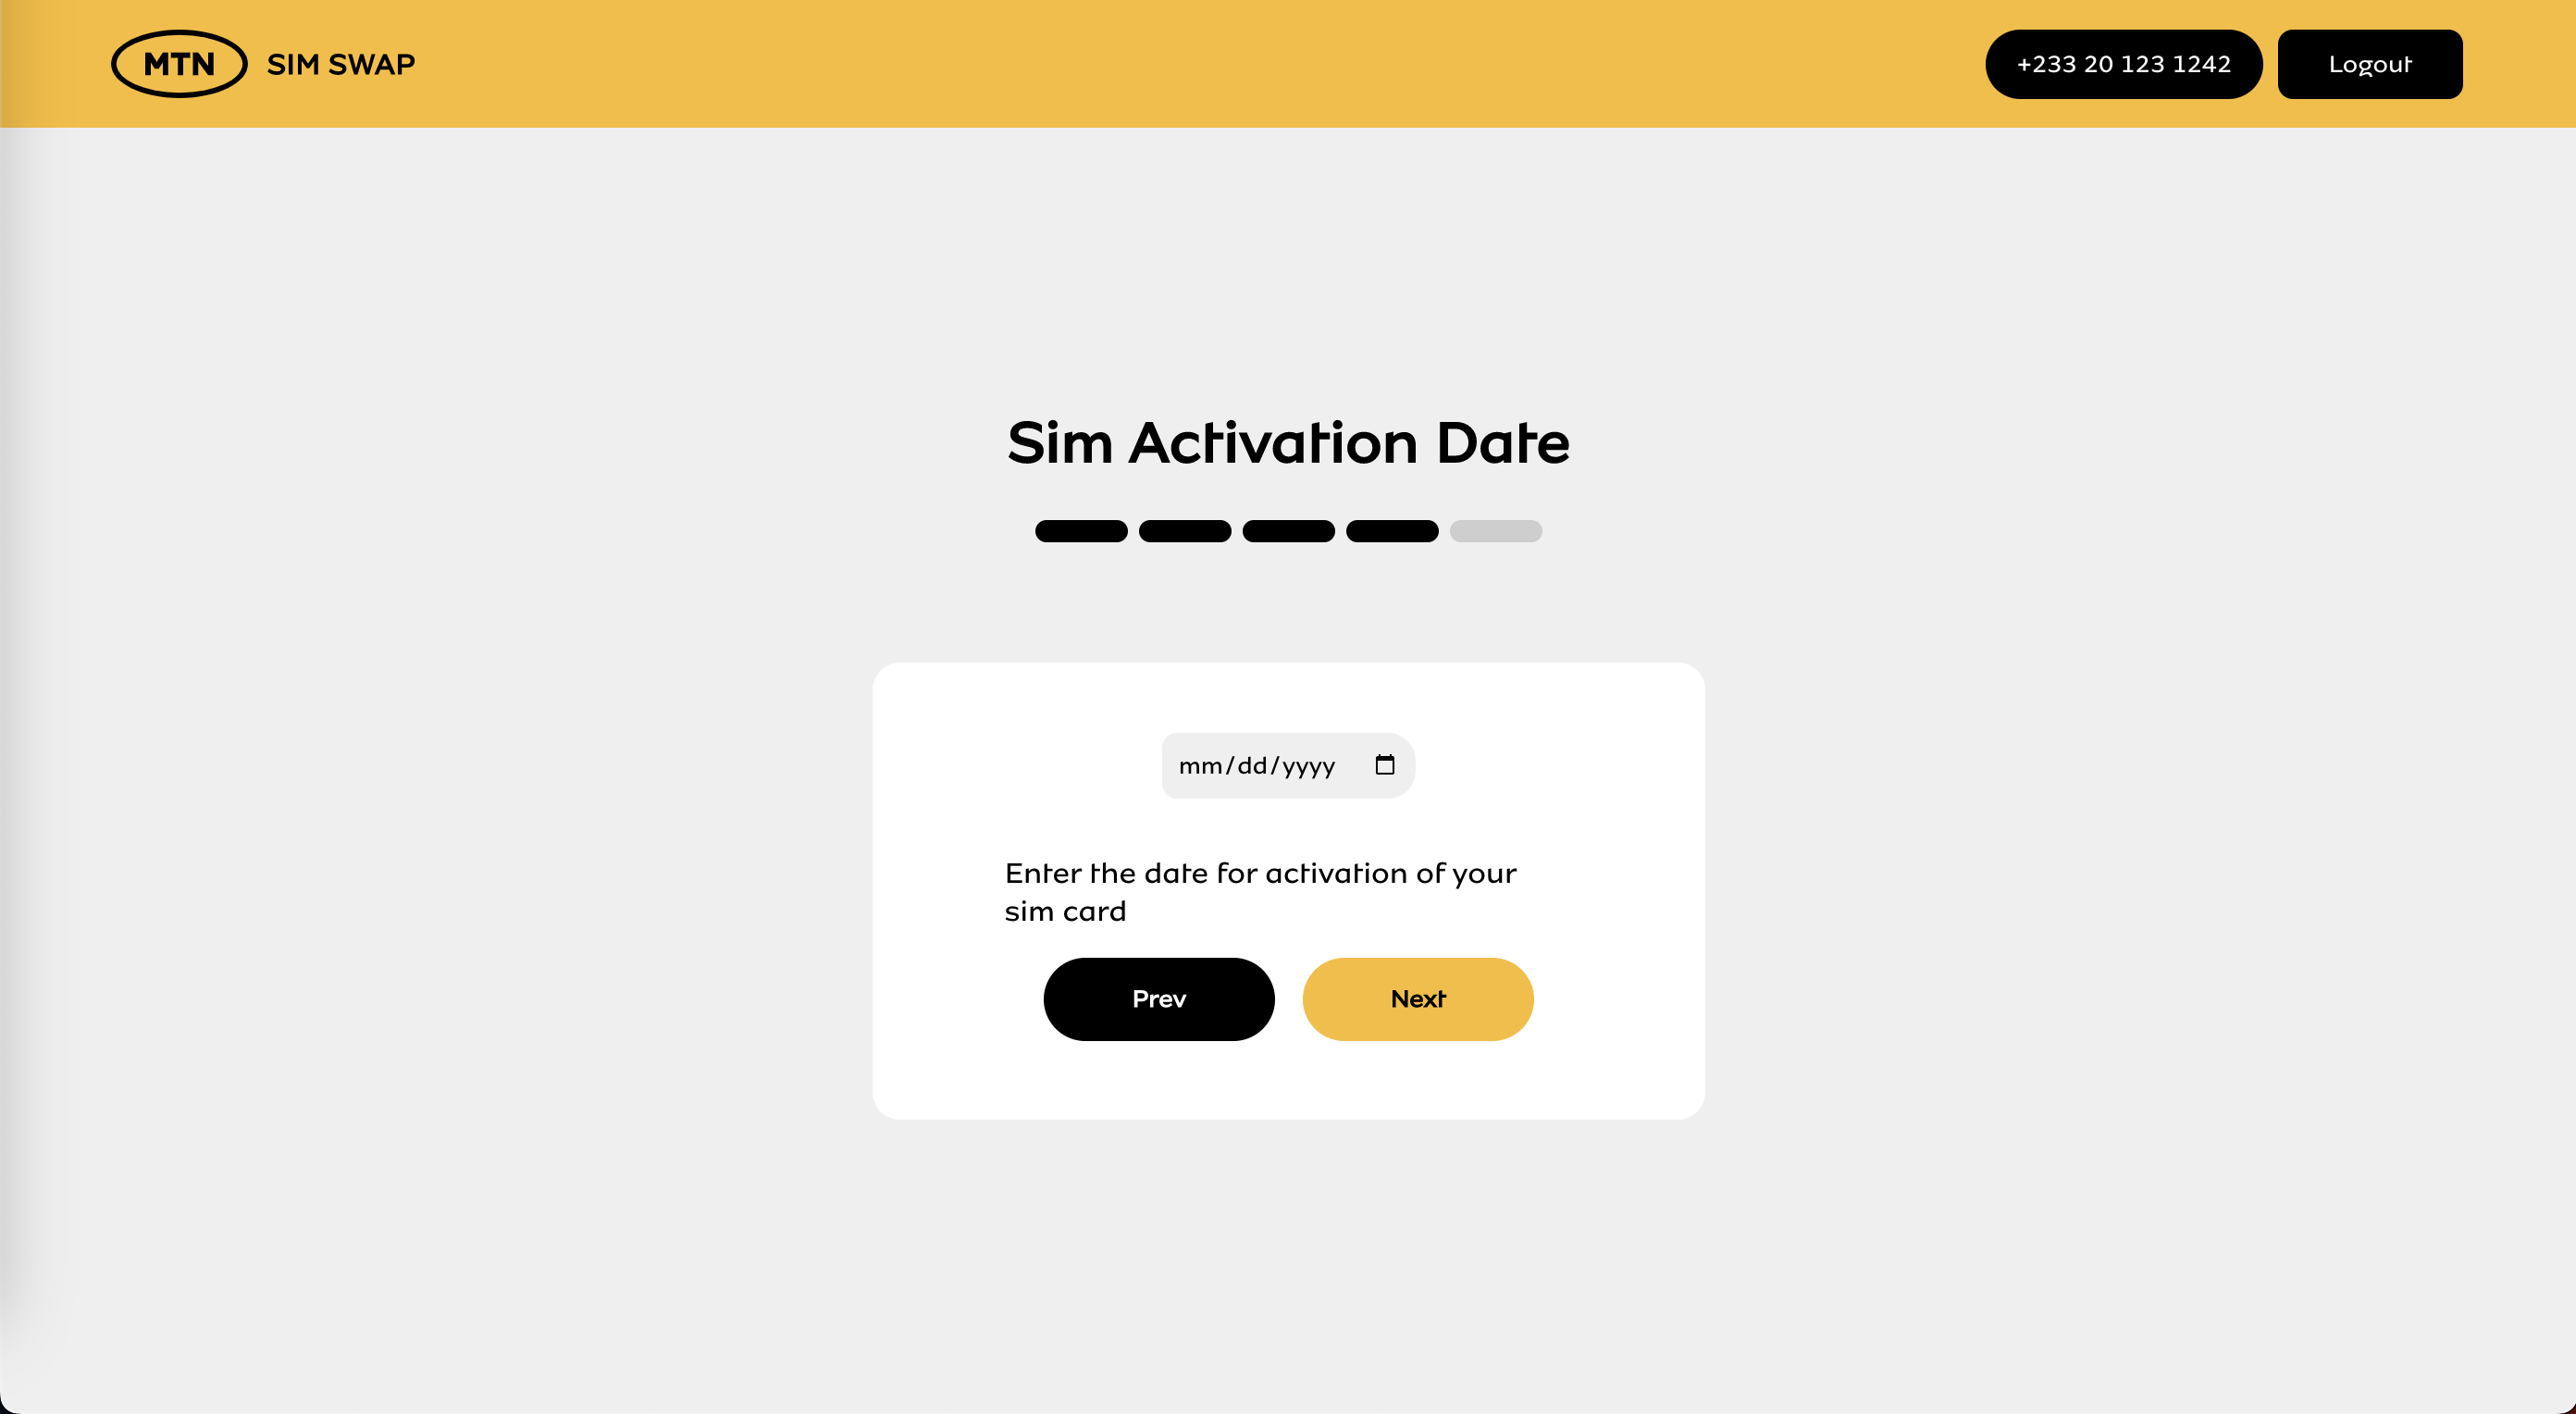 MTN SIM SWAP
+233 20 123 1242
Logout
Sim Activation Date
mm/dd/yyyy
Enter the date for activation of your
sim card
Prev
Next